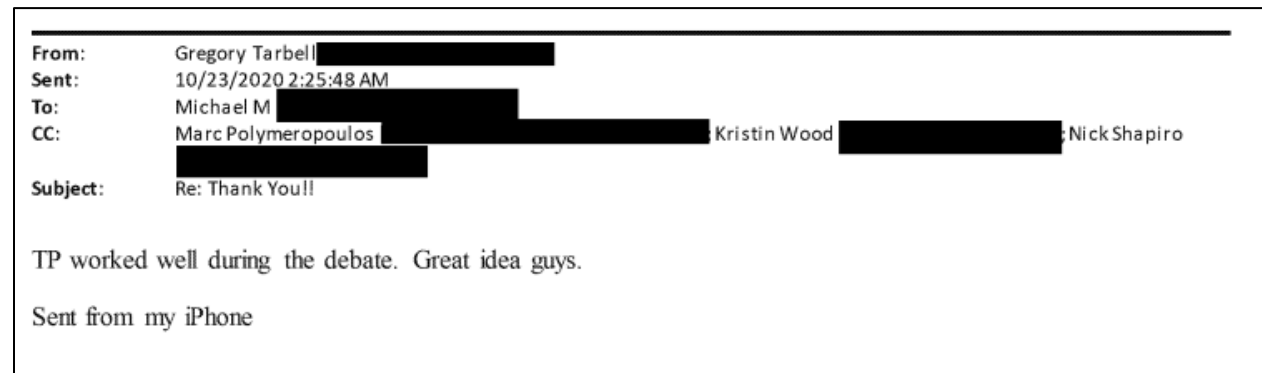 From: Gregory Tarbell
Sent: 10/23/2020 2:25:48 AM
To: Michael M
CC: Marc Polymeropoulos ; Kristin Wood ; Nick Shapiro
Subject: Re: Thank You!!
TP worked well during the debate. Great idea guys.
Sent from my iPhone